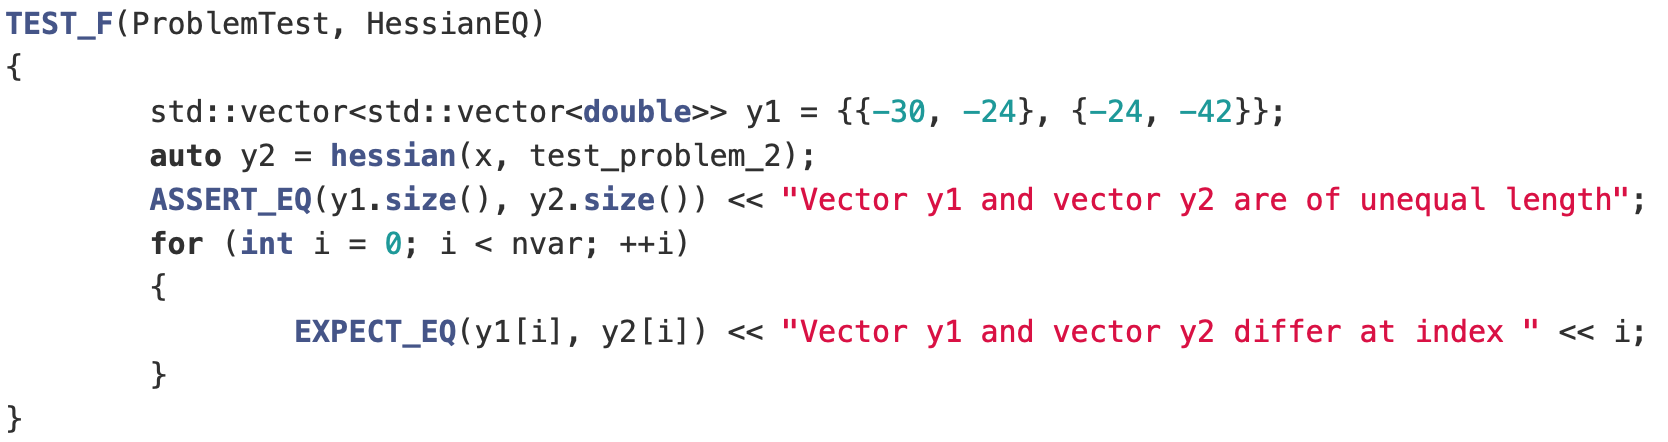 TEST_F(ProblemTest, HessianEQ)
{
        std::vector<std::vector<double>> y1 = {{-30, -24}, {-24, -42}};
        auto y2 = hessian(x, test_problem_2);
        ASSERT_EQ(y1.size(), y2.size()) << "Vector y1 and vector y2 are of unequal length";
        for (int i = 0; i < nvar; ++i)
        {
                EXPECT_EQ(y1[i], y2[i]) << "Vector y1 and vector y2 differ at index " << i;
        }
}